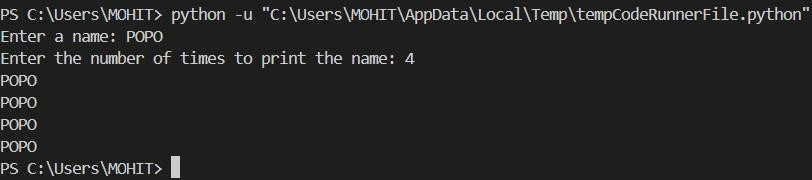 PS C:\Users\MOHIT> python -u "C:\Users\MOHIT\AppData\Local\Temp\tempCodeRunnerFile.python"
Enter a name: POPO
Enter the number of times to print the name: 4
POPO
POPO
POPO
POPO
PS C:\Users\MOHIT>